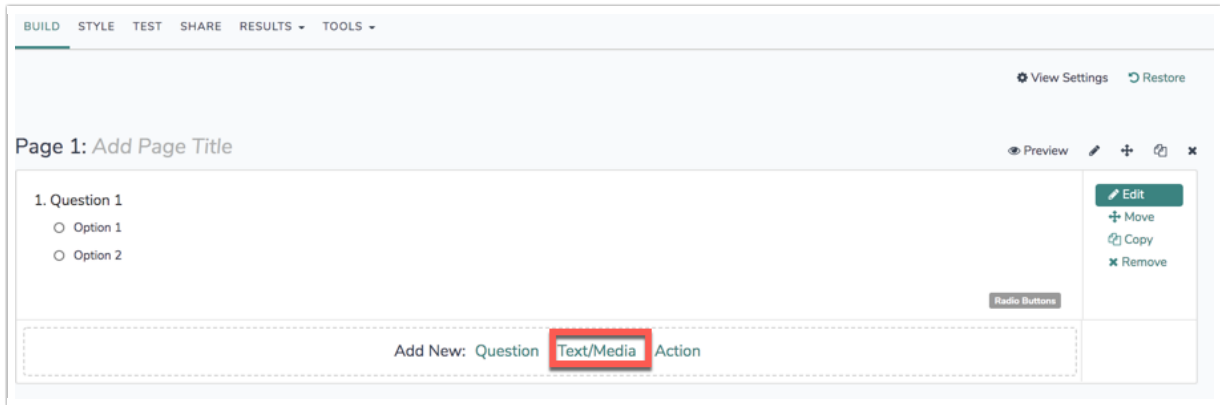 BUILD STYLE TEST SHARE RESULTS TOOLS
View Settings Restore
Page 1: Add Page Title
Preview
1. Question 1
Option 1
Option 2
Edit
Move
Copy
Remove
Radio Buttons
Add New: Question Text/Media Action